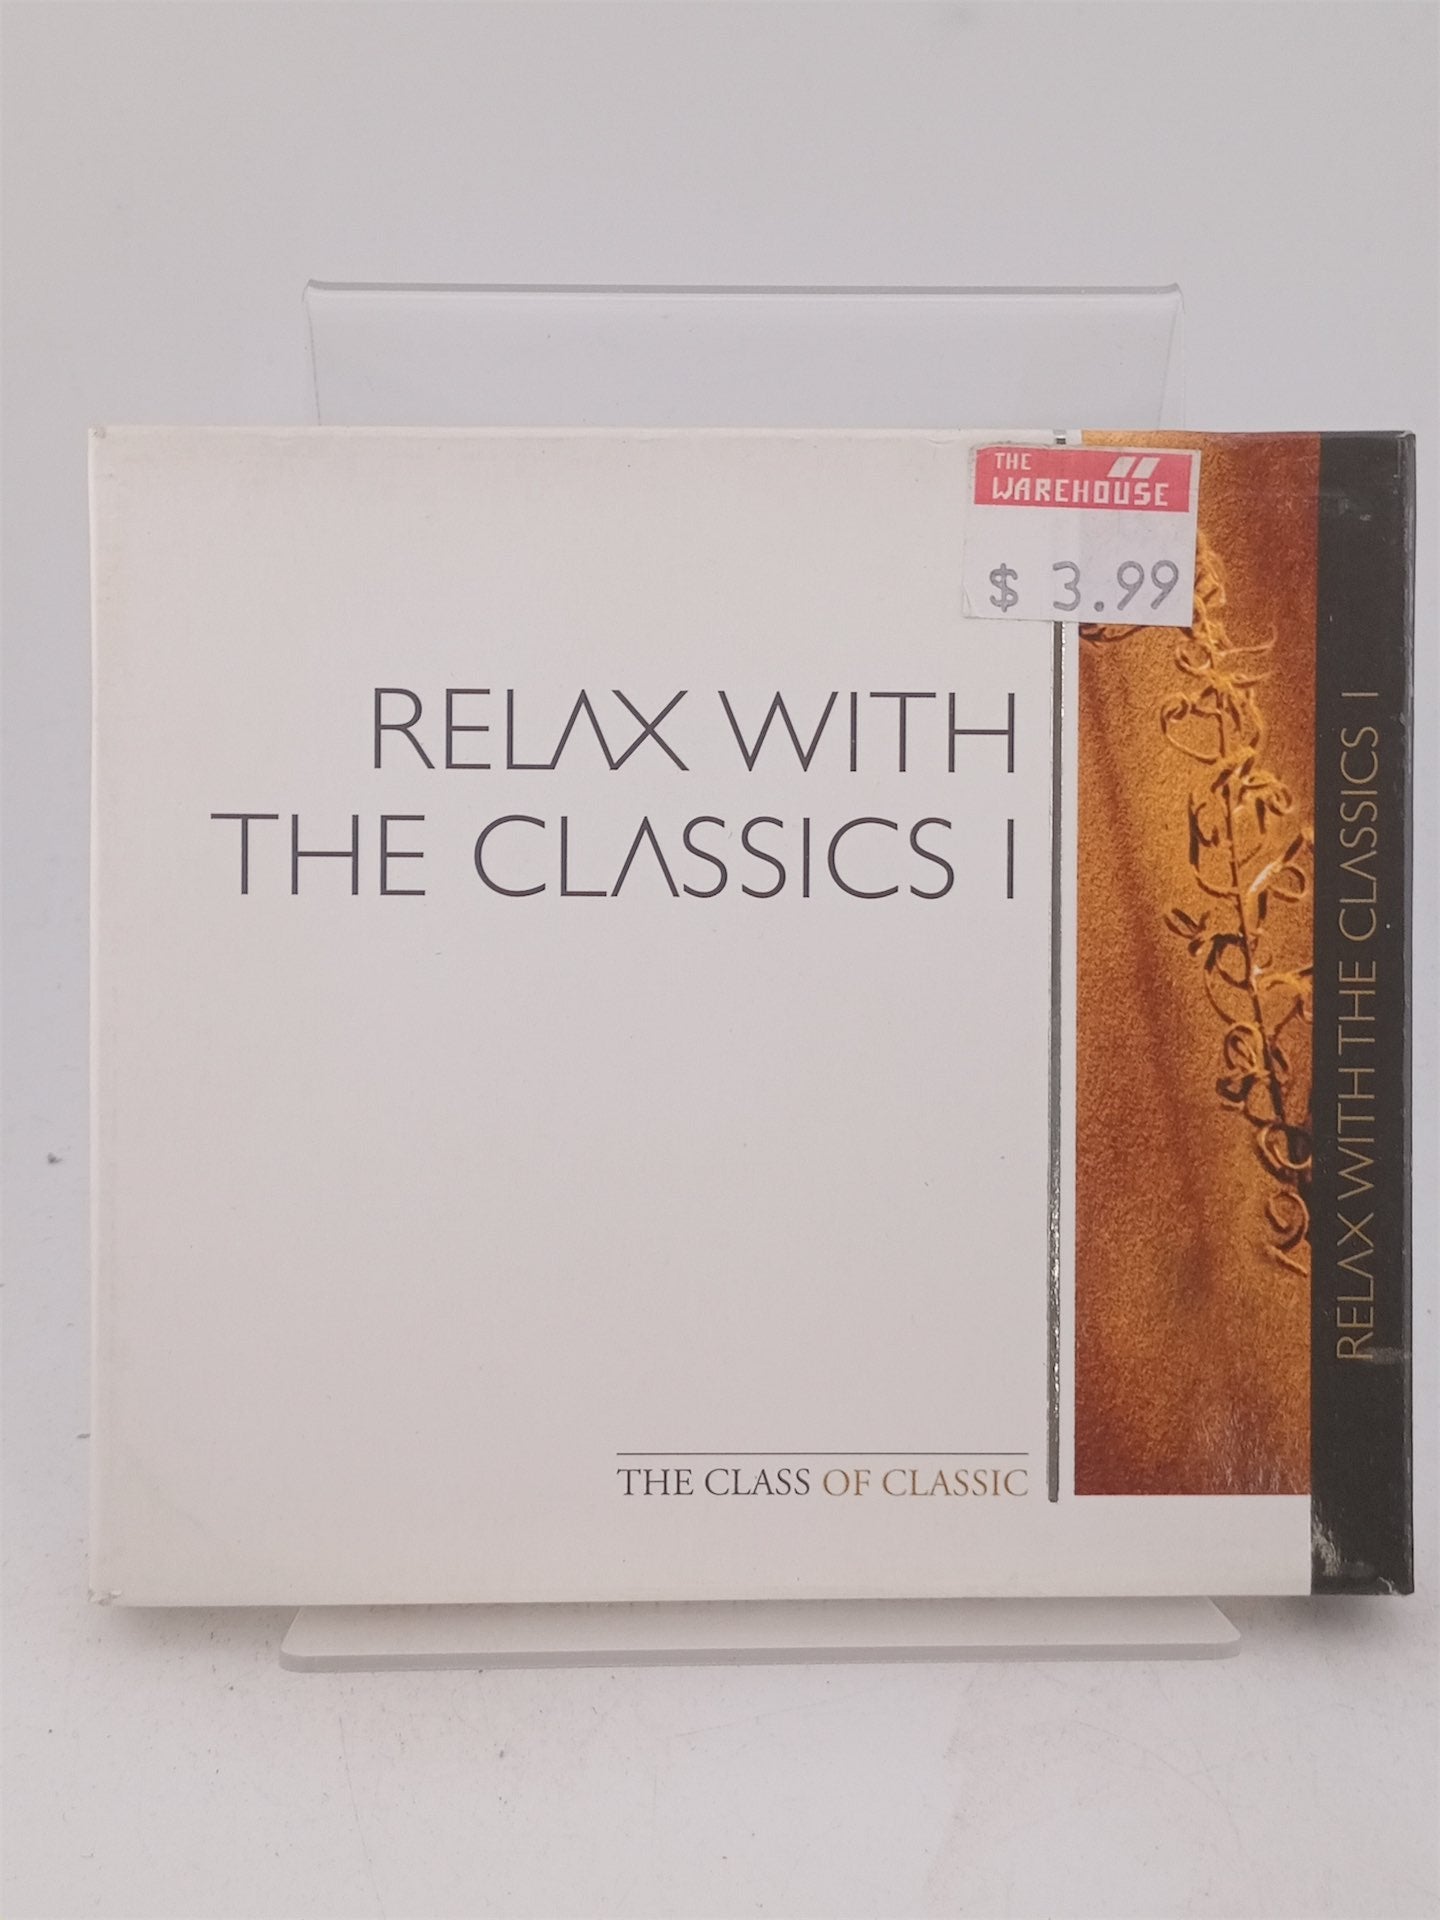 THE
WAREHOUSE
$ 3.99
RELAX WITH
THE CLASSICS I
THE CLASS OF CLASSIC
RELAX WITH THE CLASSICS I